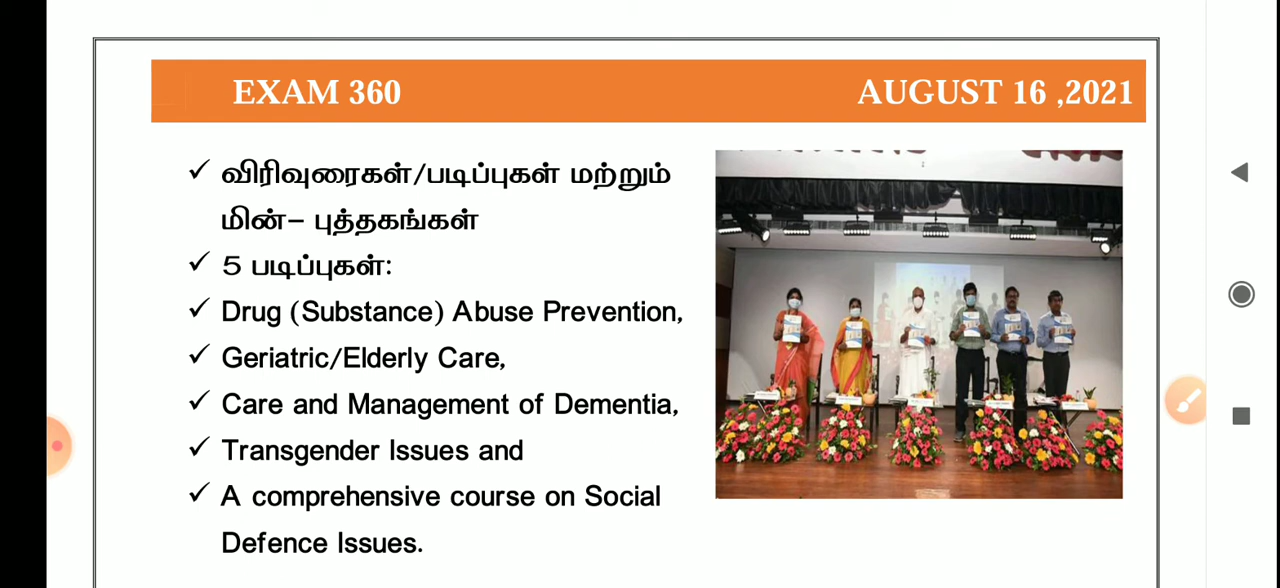 EXAM 360 AUGUST 16 ,2021
✓ விரிவுரைகள்/படிப்புகள் மற்றும்
மின்- புத்தகங்கள்
✓ 5 படிப்புகள்:
✓ Drug (Substance) Abuse Prevention,
✓ Geriatric/Elderly Care,
✓ Care and Management of Dementia,
✓ Transgender Issues and
✓ A comprehensive course on Social
Defence Issues.